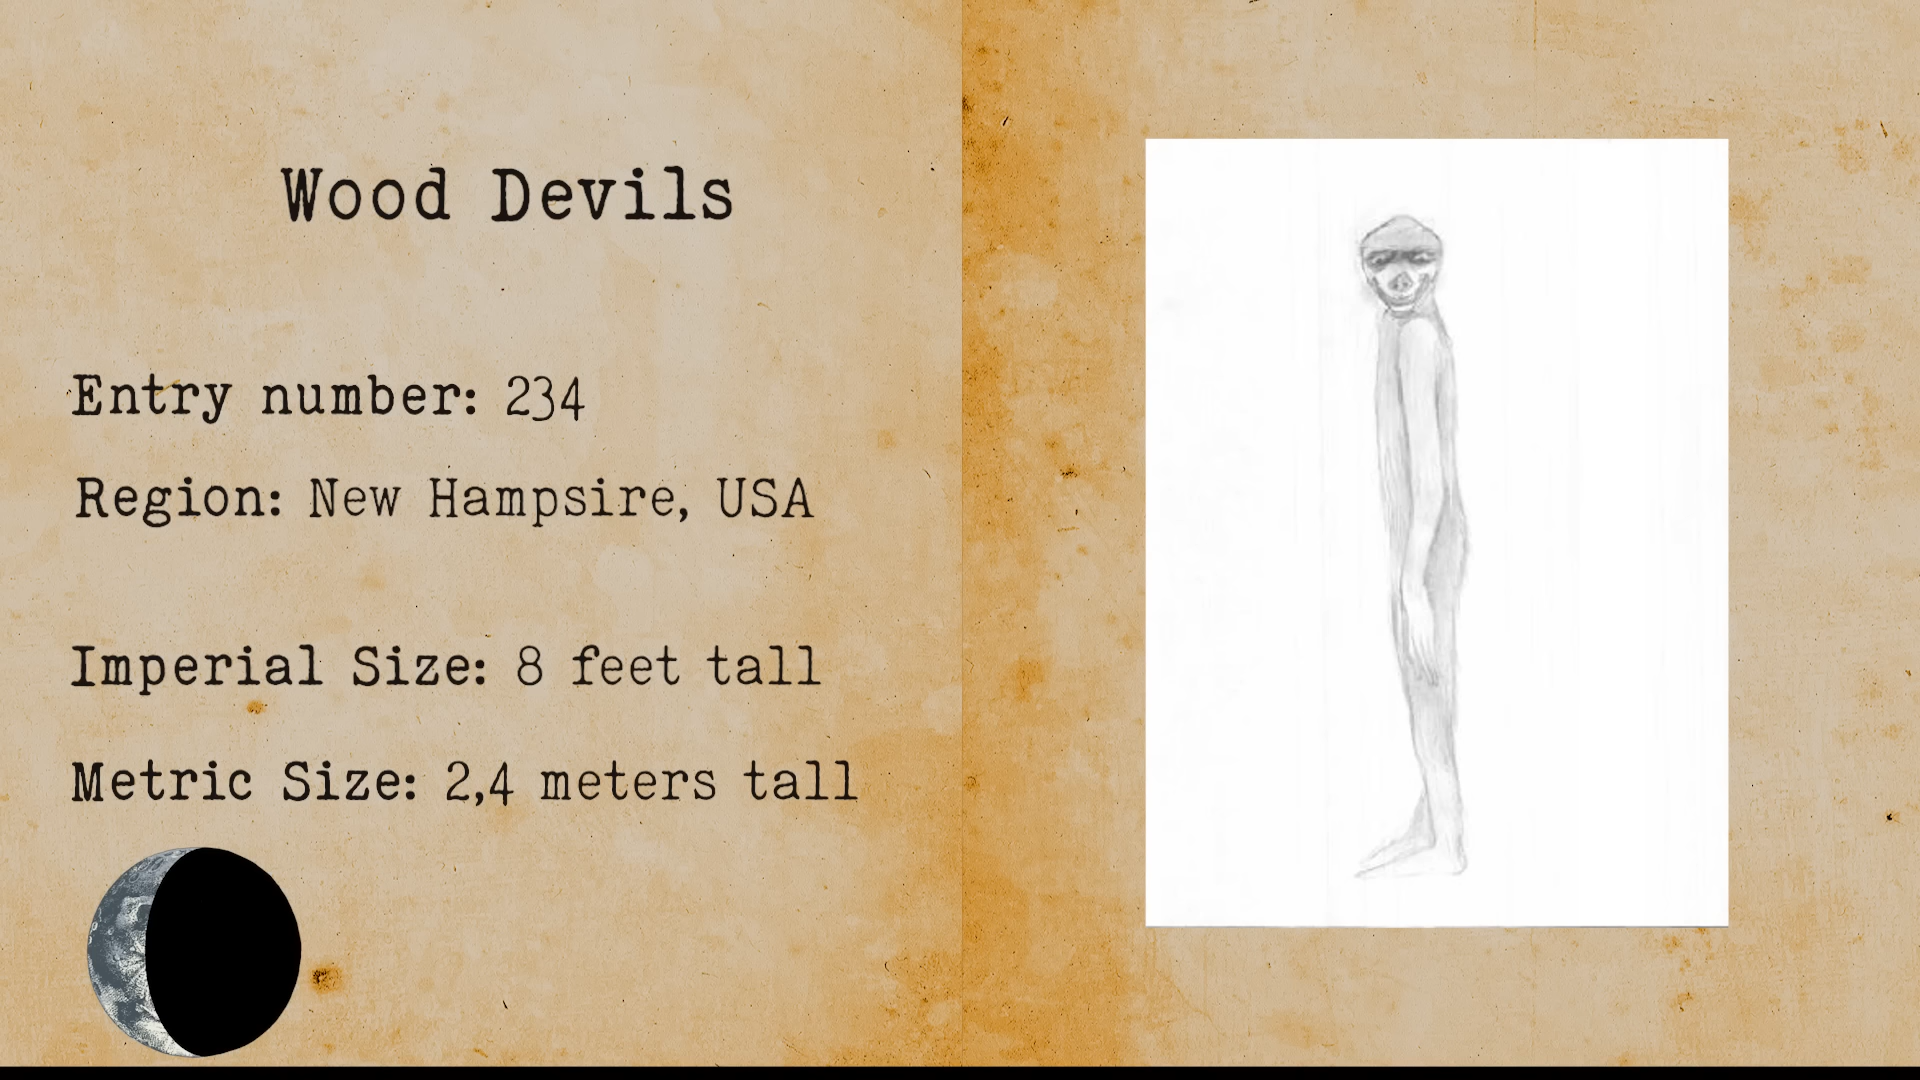 Wood Devils
Entry number: 234
Region: New Hampsire, USA
Imperial Size: 8 feet tall
Metric Size: 2,4 meters tall